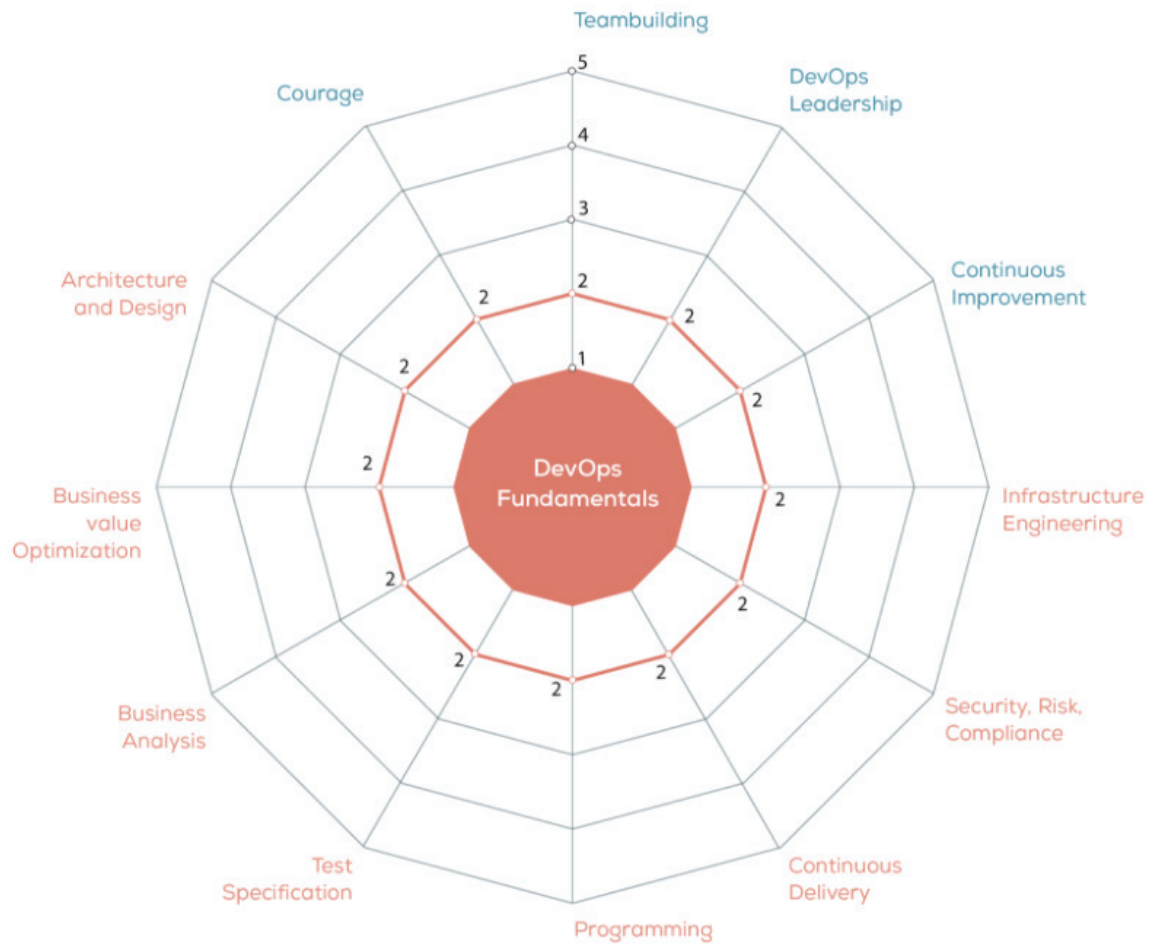 Teambuilding
DevOps
Leadership
Courage
5
4
3
2
1
Continuous
Improvement
Architecture
and Design
2
2
2
2
2
2
2
2
2
2
2
DevOps
Fundamentals
Business
value
Optimization
Infrastructure
Engineering
Business
Analysis
Security, Risk,
Compliance
Test
Specification
Continuous
Delivery
Programming